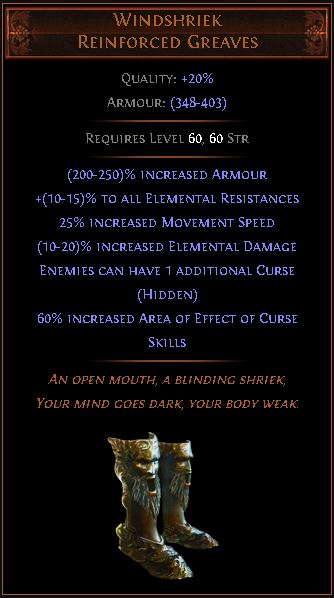 Windshriek
Reinforced Greaves
Quality: +20%
Armour: (348-403)
Requires Level 60, 60 Str
(200-250)% increased Armour
+(10-15)% to all Elemental Resistances
25% increased Movement Speed
(10-20)% increased Elemental Damage
Enemies can have 1 additional Curse
(Hidden)
60% increased Area of Effect of Curse
Skills
An open mouth, a blinding shriek,
Your mind goes dark, your body weak.